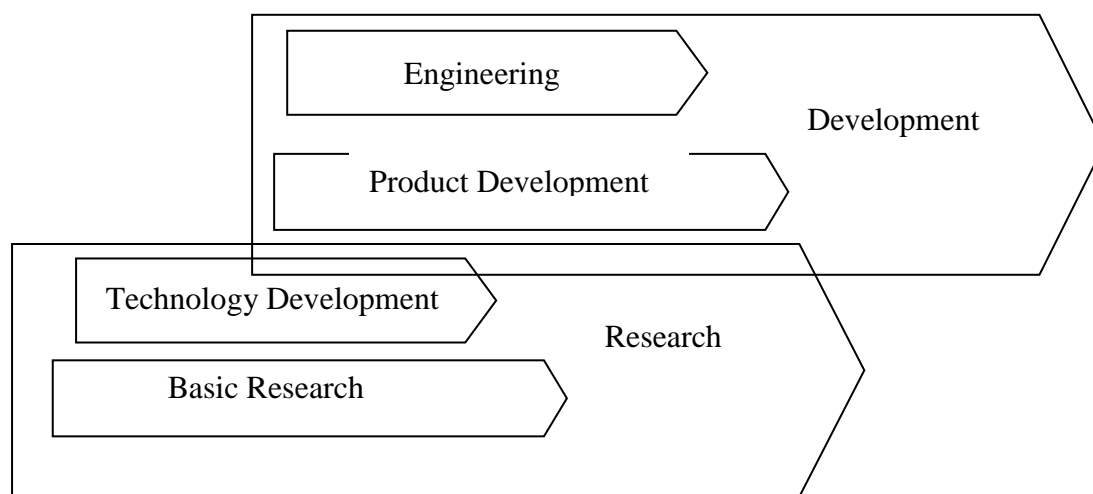 Engineering
Development
Product Development
Technology Development
Research
Basic Research